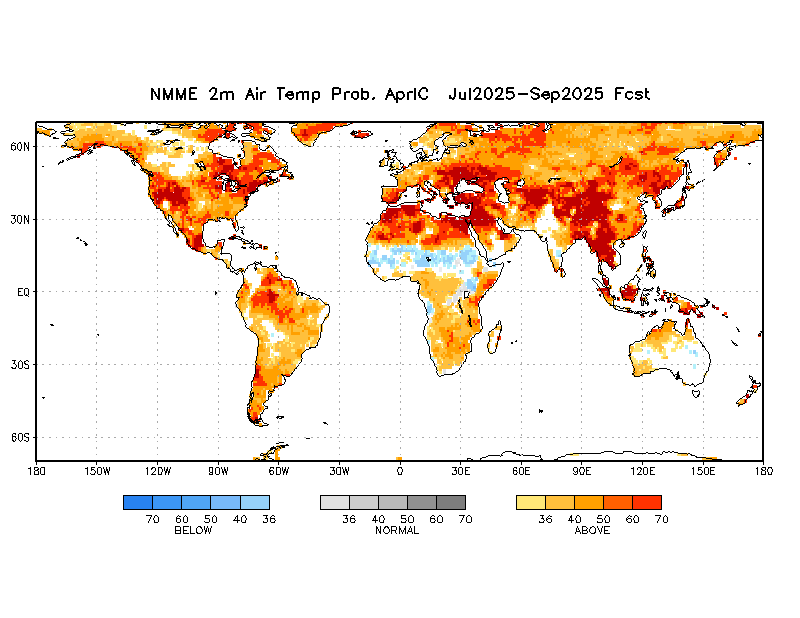 NMME 2m Air Temp Prob. AprIC  Jul2025-Sep2025 Fcst
60N
30N
EQ
30S
60S
180 150W 120W 90W 60W 30W 0 30E 60E 90E 120E 150E 180
70 60 50 40 36 36 40 50 60 70 36 40 50 60 70
BELOW NORMAL ABOVE